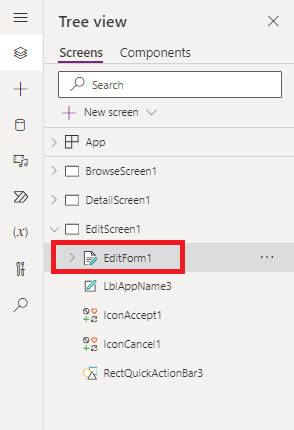 Tree view
Screens Components
Search
New screen
App
BrowseScreen1
DetailScreen1
EditScreen1
EditForm1
LblAppName3
IconAccept1
IconCancel1
RectQuickActionBar3
(x)